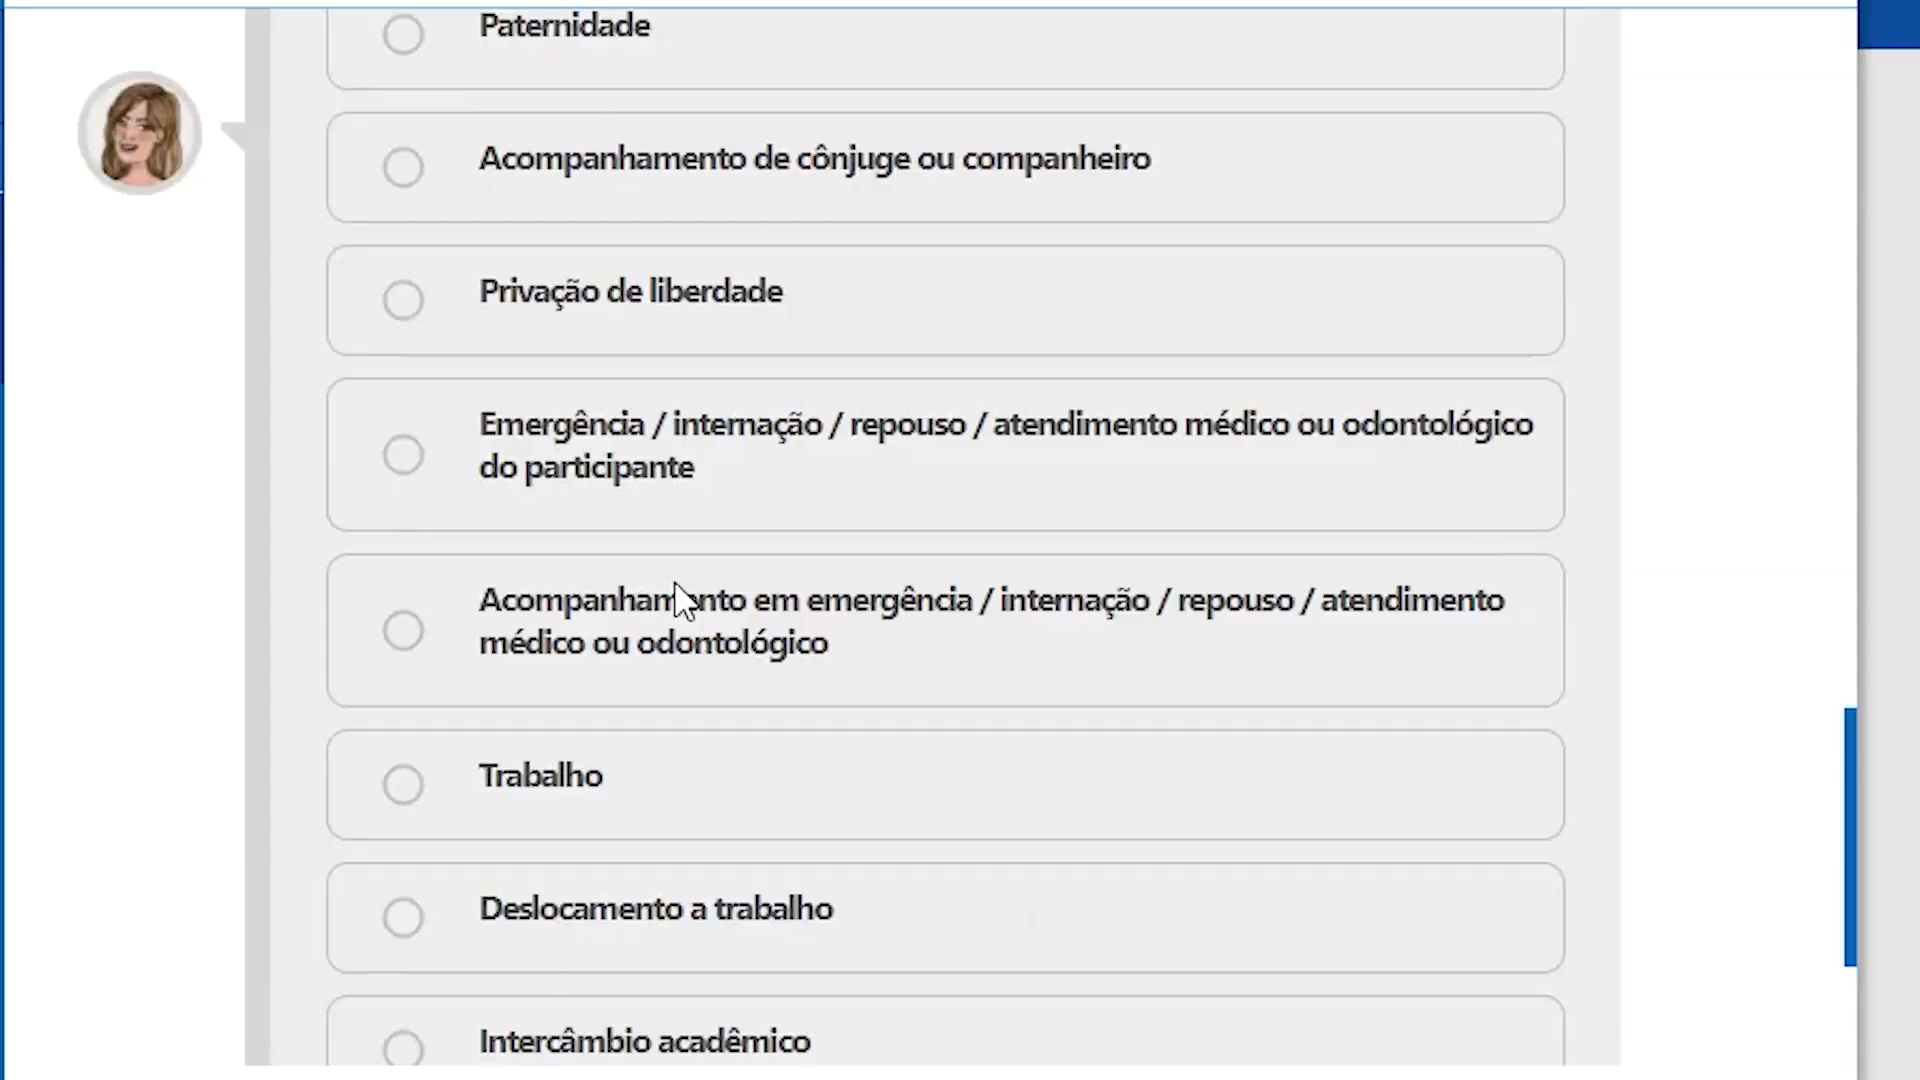 Paternidade
Acompanhamento de cônjuge ou companheiro
Privação de liberdade
Emergência / internação / repouso / atendimento médico ou odontológico
do participante
Acompanhamento em emergência / internação / repouso / atendimento
médico ou odontológico
Trabalho
Deslocamento a trabalho
Intercâmbio acadêmico